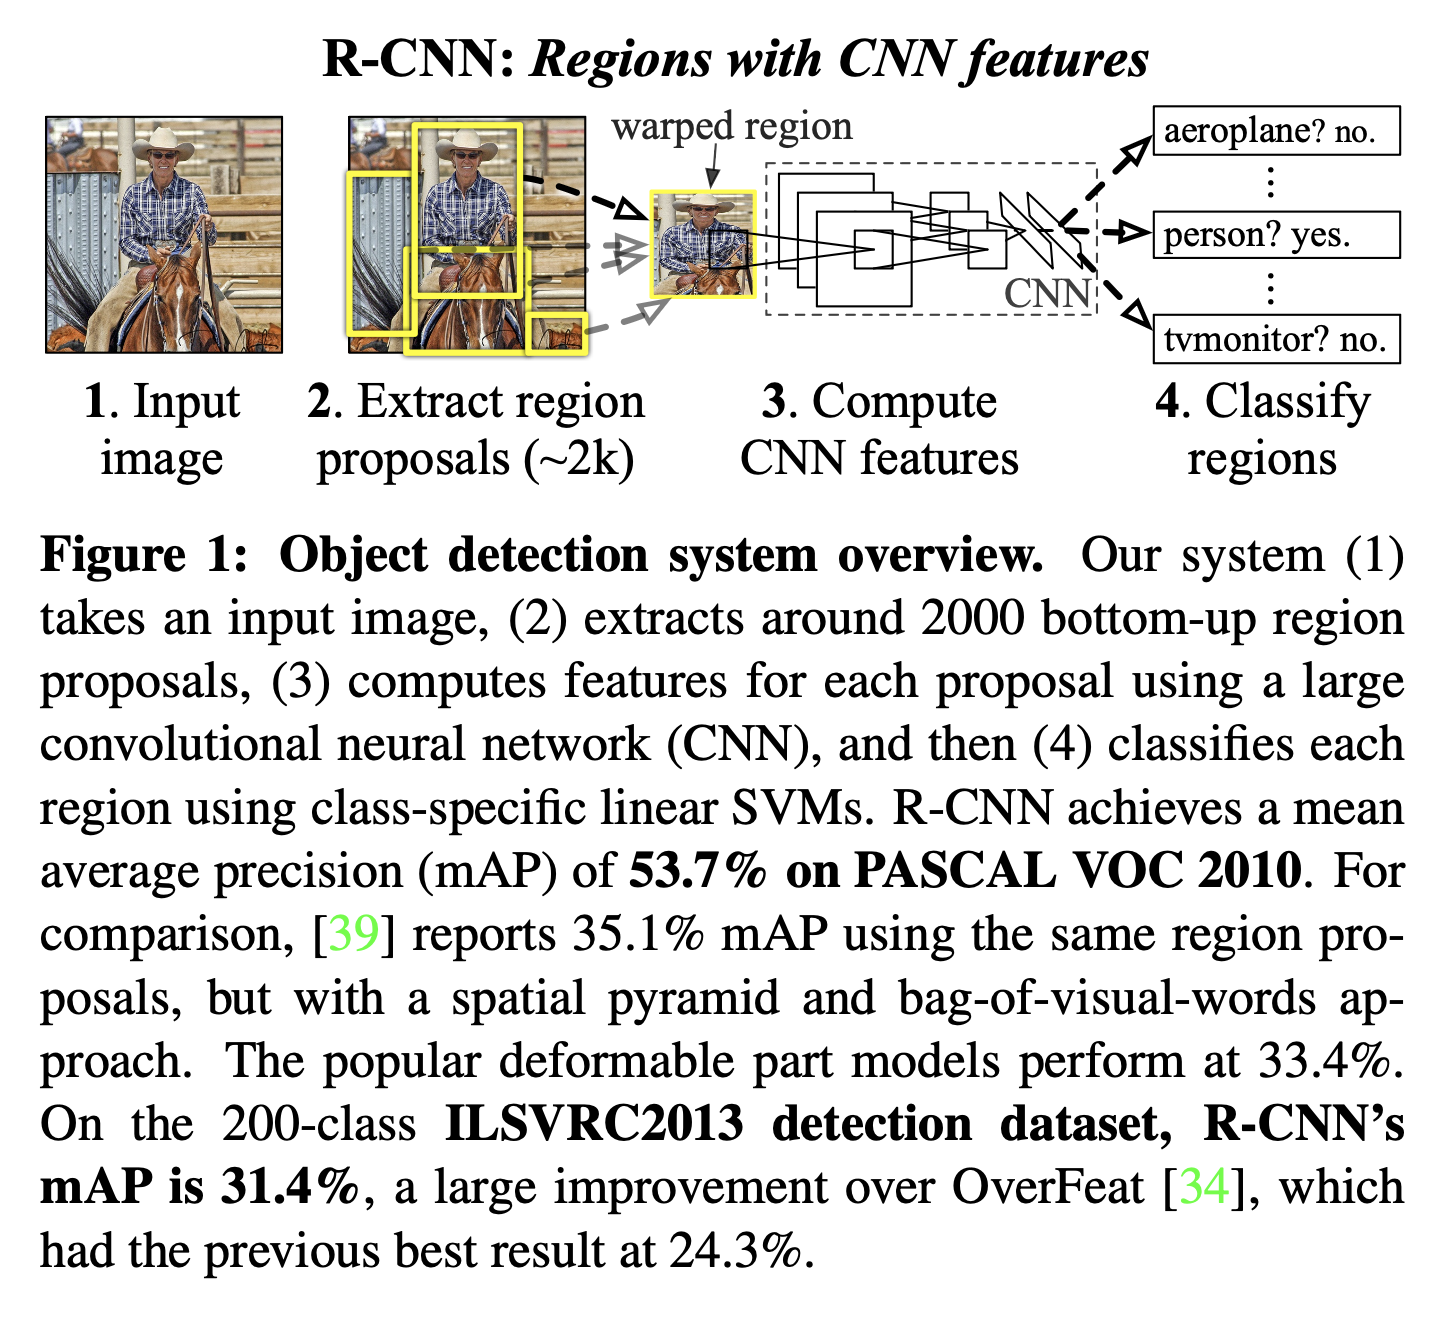 R-CNN: Regions with CNN features
warped region
aeroplane? no.
⋮
person? yes.
⋮
tvmonitor? no.
CNN
1. Input
image
2. Extract region
proposals (~2k)
3. Compute
CNN features
4. Classify
regions
Figure 1: Object detection system overview. Our system (1)
takes an input image, (2) extracts around 2000 bottom-up region
proposals, (3) computes features for each proposal using a large
convolutional neural network (CNN), and then (4) classifies each
region using class-specific linear SVMs. R-CNN achieves a mean
average precision (mAP) of 53.7% on PASCAL VOC 2010. For
comparison, [39] reports 35.1% mAP using the same region pro-
posals, but with a spatial pyramid and bag-of-visual-words ap-
proach. The popular deformable part models perform at 33.4%.
On the 200-class ILSVRC2013 detection dataset, R-CNN’s
mAP is 31.4%, a large improvement over OverFeat [34], which
had the previous best result at 24.3%.